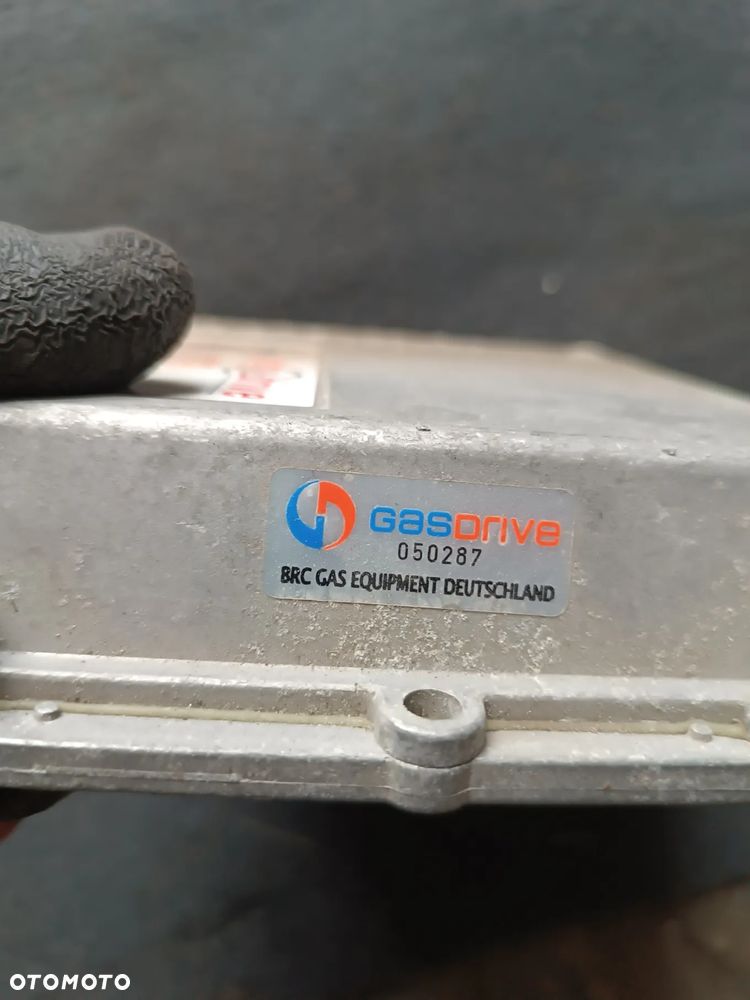 GASDRIVE
050287
BRC GAS EQUIPMENT DEUTSCHLAND
OTOMOTO